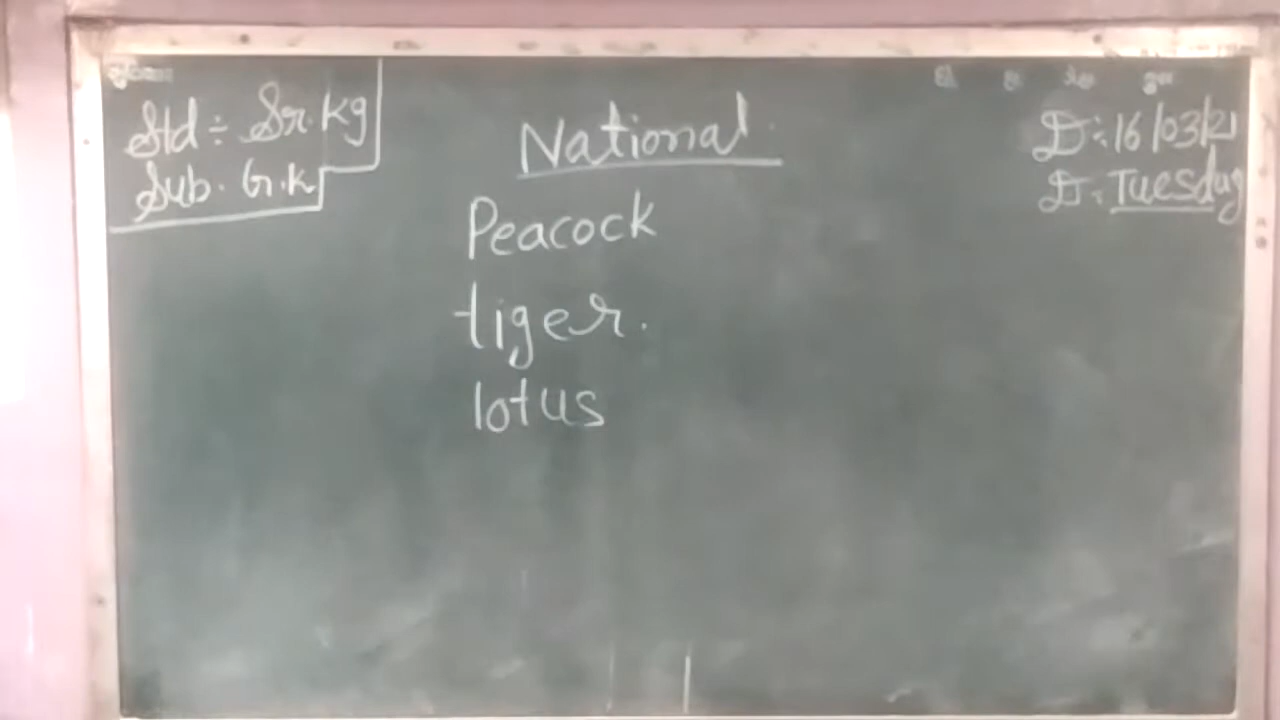 Std ÷ Sr. kg
Sub. G.K
National
D ÷ 16/03/21
D : Tuesday
Peacock
tiger.
lotus